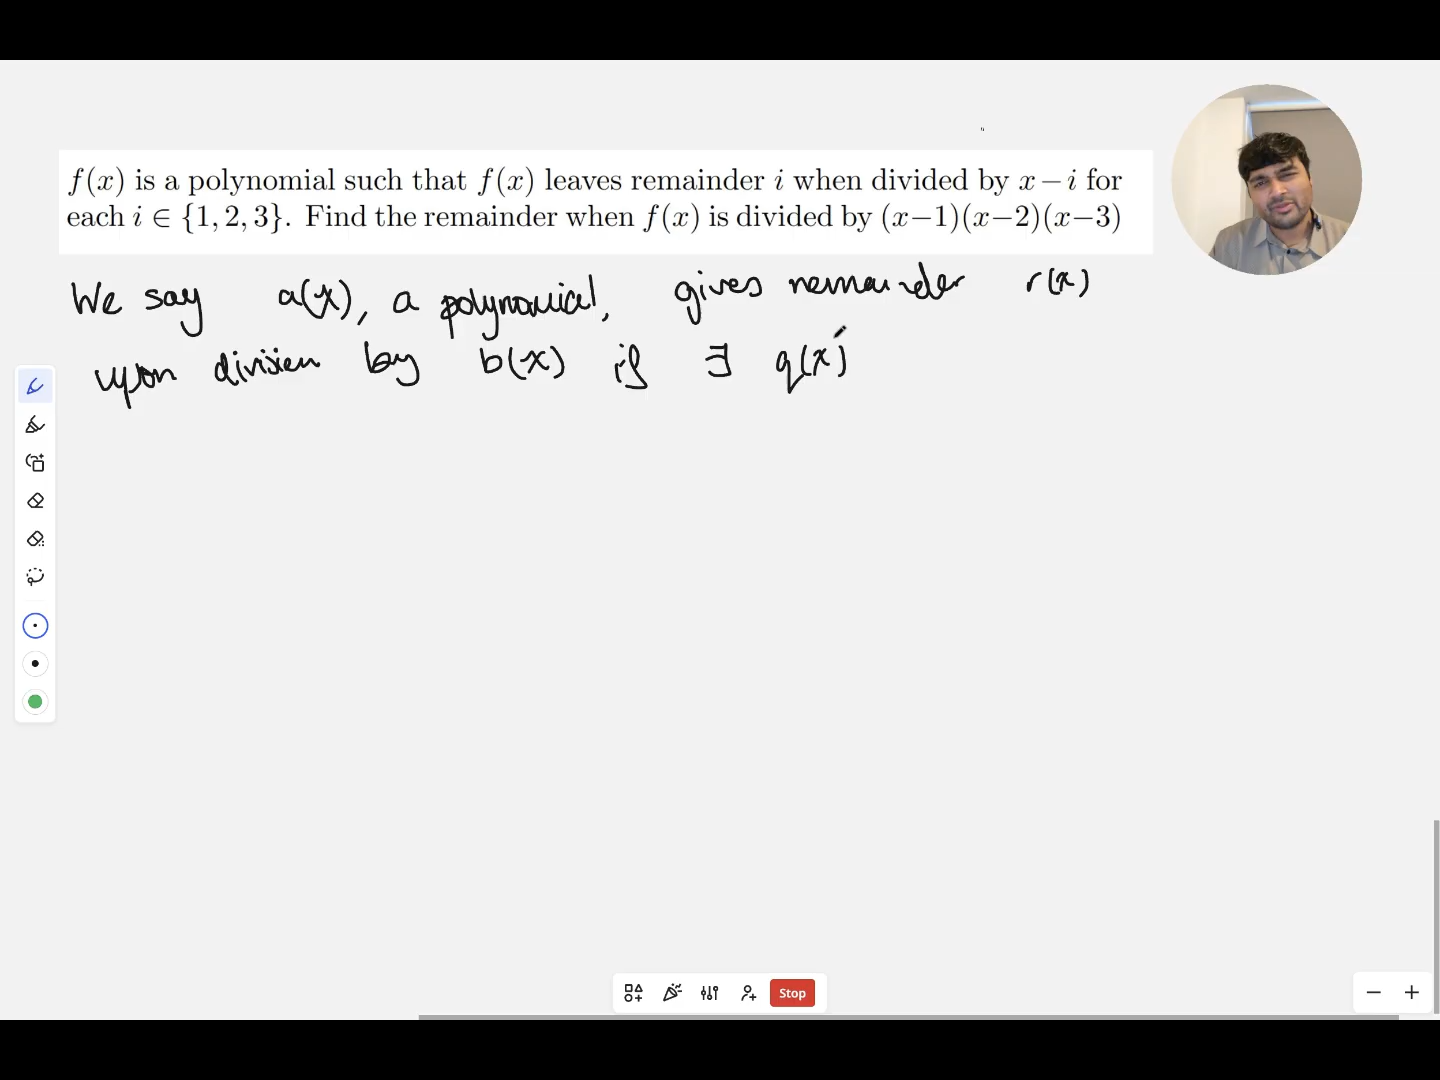 f(x) is a polynomial such that f(x) leaves remainder i when divided by x − i for
each i ∈ {1, 2, 3}. Find the remainder when f(x) is divided by (x−1)(x−2)(x−3)
We say a(x), a polynomial, gives remainder r(x)
upon division by b(x) if ∃ q(x)
Stop